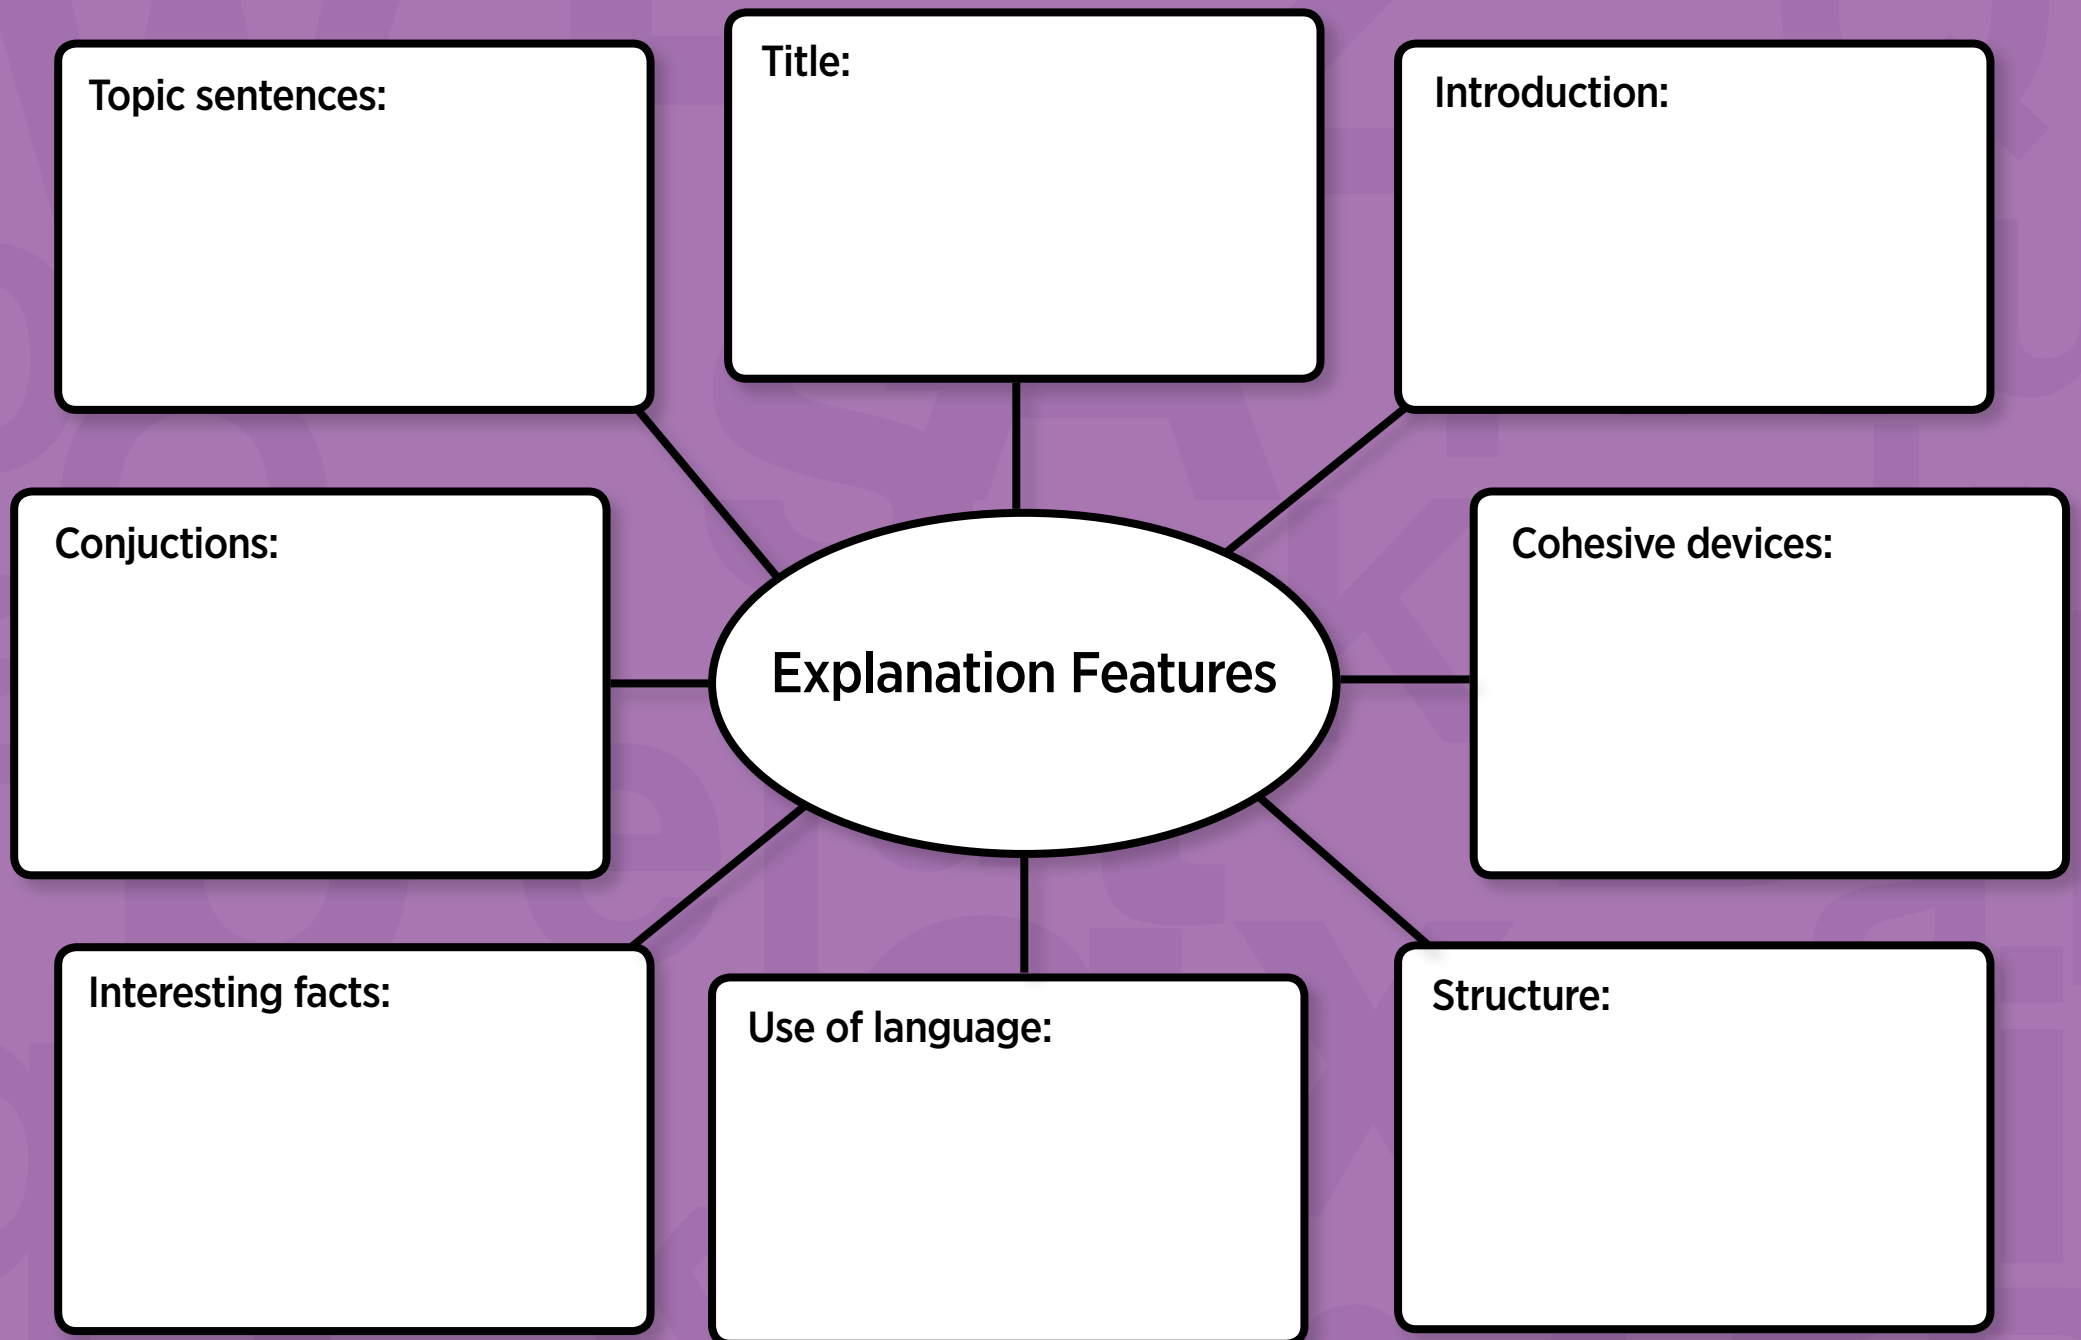 Topic sentences:
Title:
Introduction:
Conjuctions:
Explanation Features
Cohesive devices:
Interesting facts:
Use of language:
Structure: